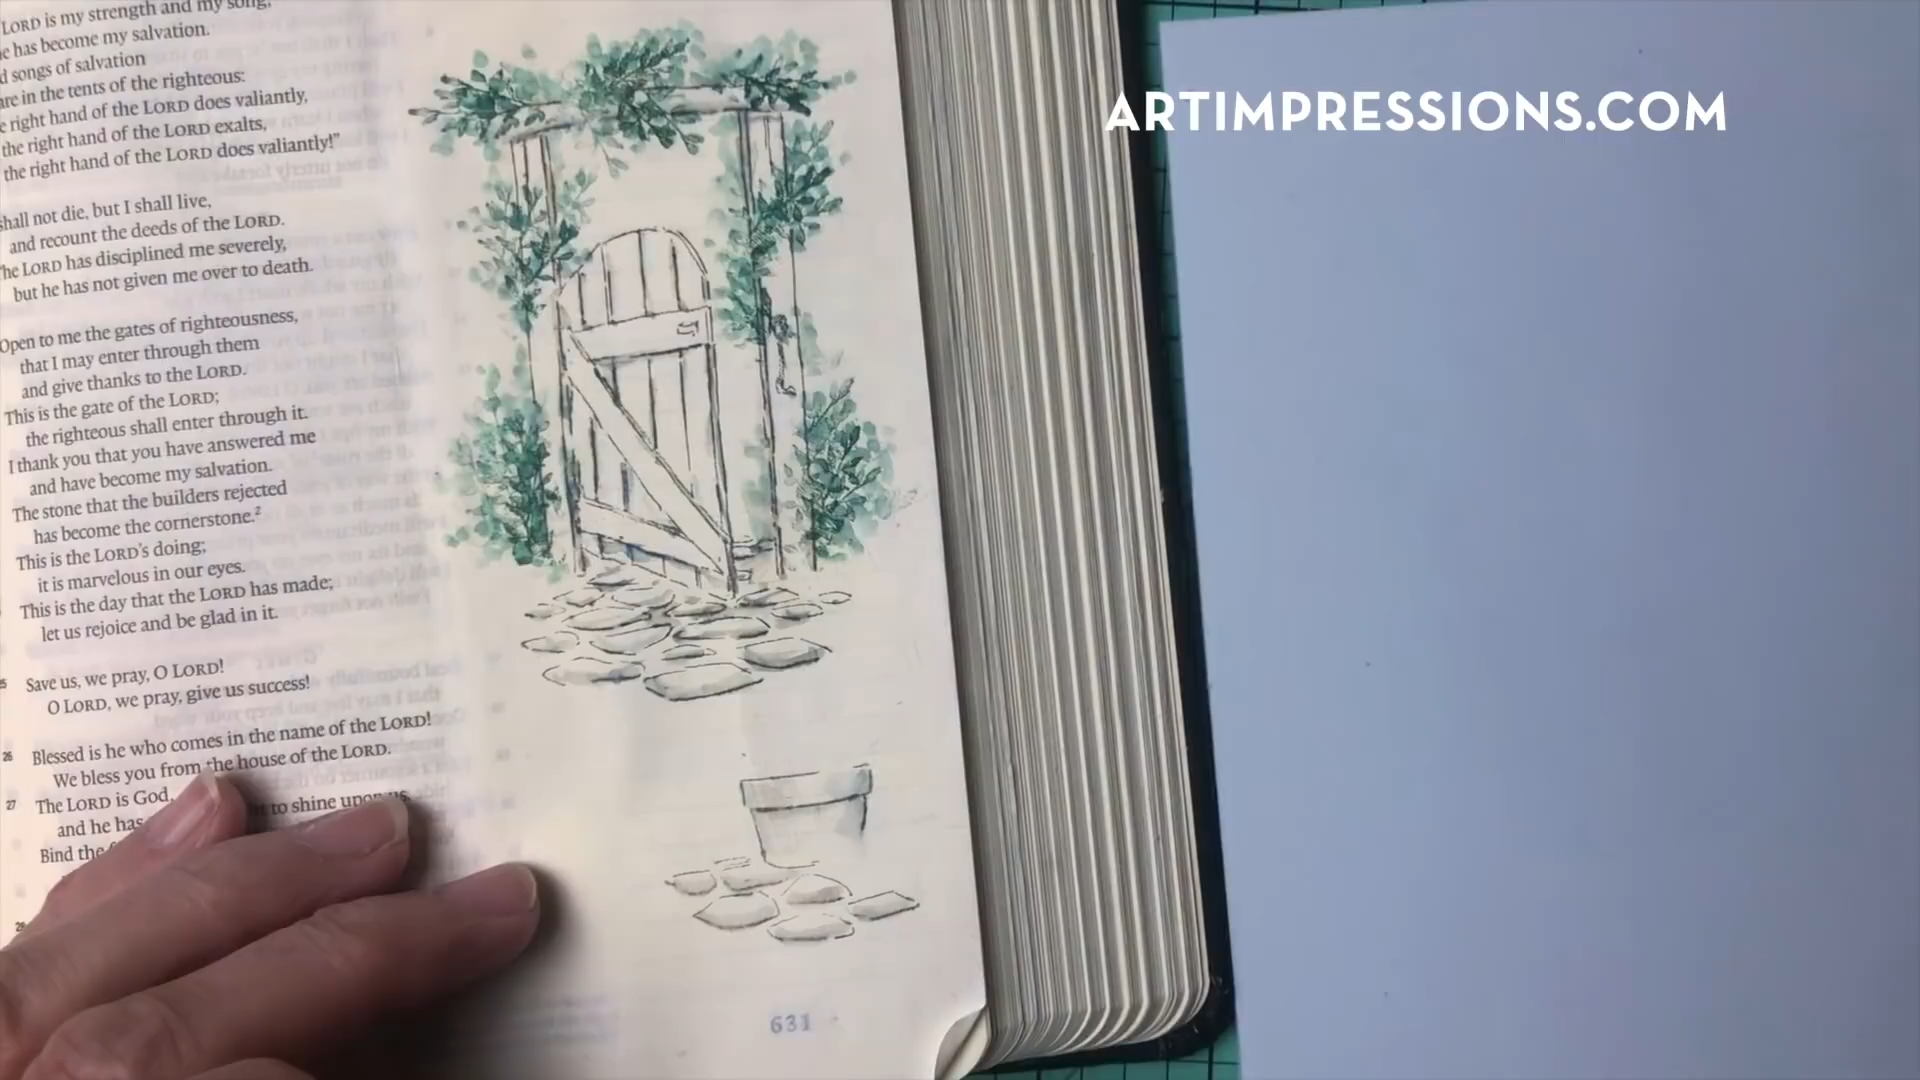 LORD is my strength and my song;
he has become my salvation.
songs of salvation
are in the tents of the righteous:
right hand of the LORD does valiantly,
the right hand of the LORD exalts,
the right hand of the LORD does valiantly!”
shall not die, but I shall live,
and recount the deeds of the LORD.
The LORD has disciplined me severely,
but he has not given me over to death.
Open to me the gates of righteousness,
that I may enter through them
and give thanks to the LORD.
This is the gate of the LORD;
the righteous shall enter through it.
I thank you that you have answered me
and have become my salvation.
The stone that the builders rejected
has become the cornerstone.²
This is the LORD's doing;
it is marvelous in our eyes.
This is the day that the LORD has made;
let us rejoice and be glad in it.
Save us, we pray, O LORD!
O LORD, we pray, give us success!
26 Blessed is he who comes in the name of the LORD!
We bless you from the house of the LORD.
27 The LORD is God,
to shine upon us.
and he has
Bind the
631
ARTIMPRESSIONS.COM